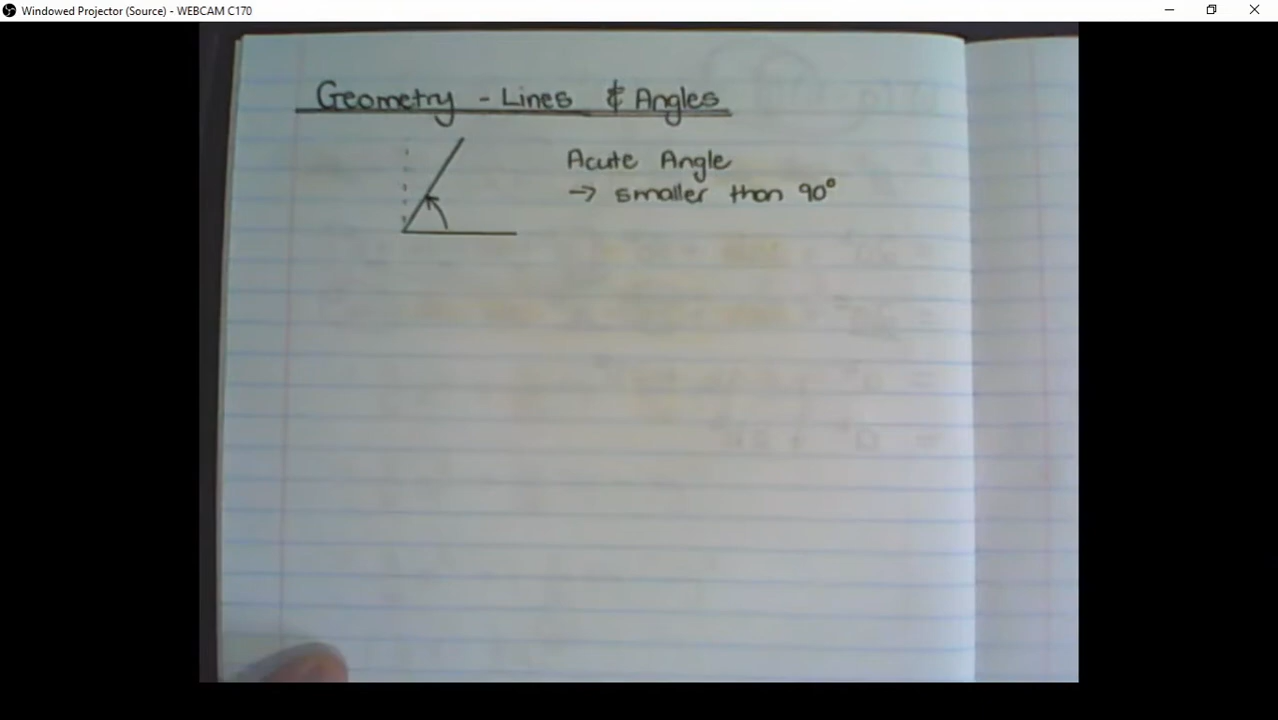 Windowed Projector (Source) - WEBCAM C170
Geometry - Lines & Angles
Acute Angle
→ smaller than 90°